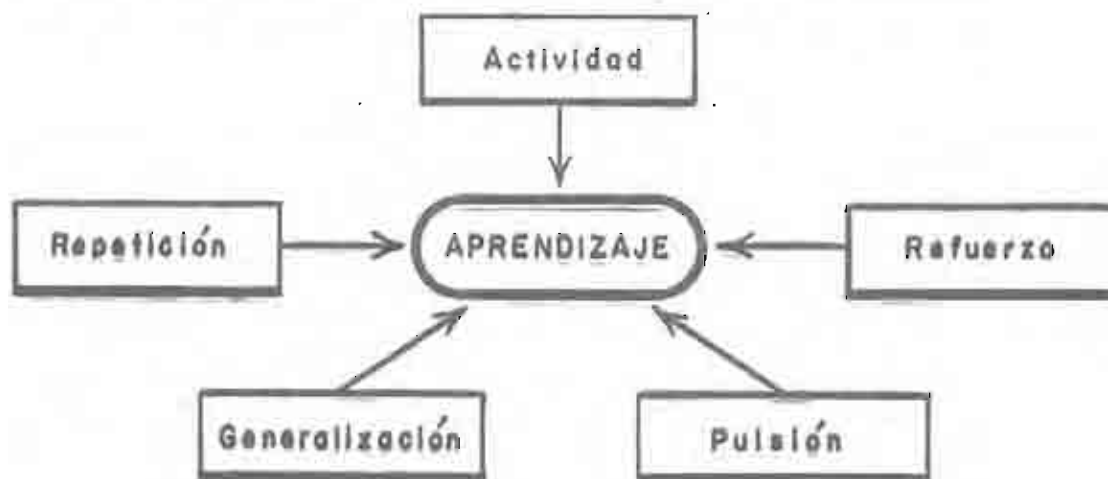 Actividad
Repetición
APRENDIZAJE
Refuerzo
Generalización
Pulsión